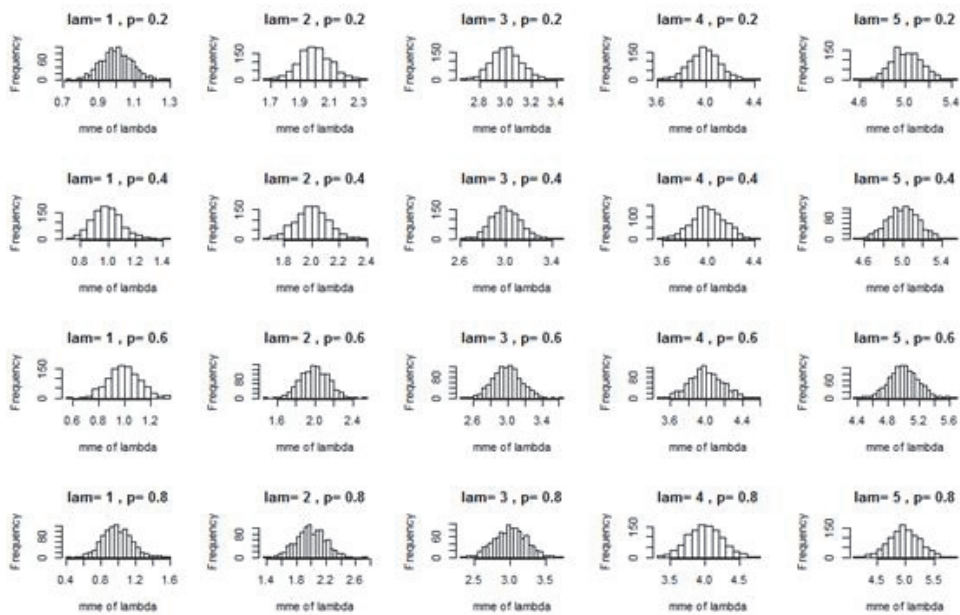 lam= 1 , p= 0.2 lam= 2 , p= 0.2 lam= 3 , p= 0.2 lam= 4 , p= 0.2 lam= 5 , p= 0.2
Frequency Frequency Frequency Frequency Frequency
0 60 0 150 0 150 0 150 0 150
0.7 0.9 1.1 1.3 1.7 1.9 2.1 2.3 2.8 3.0 3.2 3.4 3.6 4.0 4.4 4.6 5.0 5.4
mme of lambda mme of lambda mme of lambda mme of lambda mme of lambda
lam= 1 , p= 0.4 lam= 2 , p= 0.4 lam= 3 , p= 0.4 lam= 4 , p= 0.4 lam= 5 , p= 0.4
Frequency Frequency Frequency Frequency Frequency
0 150 0 150 0 150 0 100 0 80
0.8 1.0 1.2 1.4 1.8 2.0 2.2 2.4 2.6 3.0 3.4 3.6 4.0 4.4 4.6 5.0 5.4
mme of lambda mme of lambda mme of lambda mme of lambda mme of lambda
lam= 1 , p= 0.6 lam= 2 , p= 0.6 lam= 3 , p= 0.6 lam= 4 , p= 0.6 lam= 5 , p= 0.6
Frequency Frequency Frequency Frequency Frequency
0 150 0 80 0 80 0 80 0 60
0.6 0.8 1.0 1.2 1.6 2.0 2.4 2.6 3.0 3.4 3.6 4.0 4.4 4.4 4.8 5.2 5.6
mme of lambda mme of lambda mme of lambda mme of lambda mme of lambda
lam= 1 , p= 0.8 lam= 2 , p= 0.8 lam= 3 , p= 0.8 lam= 4 , p= 0.8 lam= 5 , p= 0.8
Frequency Frequency Frequency Frequency Frequency
0 80 0 80 0 60 0 150 0 150
0.4 0.8 1.2 1.6 1.4 1.8 2.2 2.6 2.5 3.0 3.5 3.5 4.0 4.5 4.5 5.0 5.5
mme of lambda mme of lambda mme of lambda mme of lambda mme of lambda